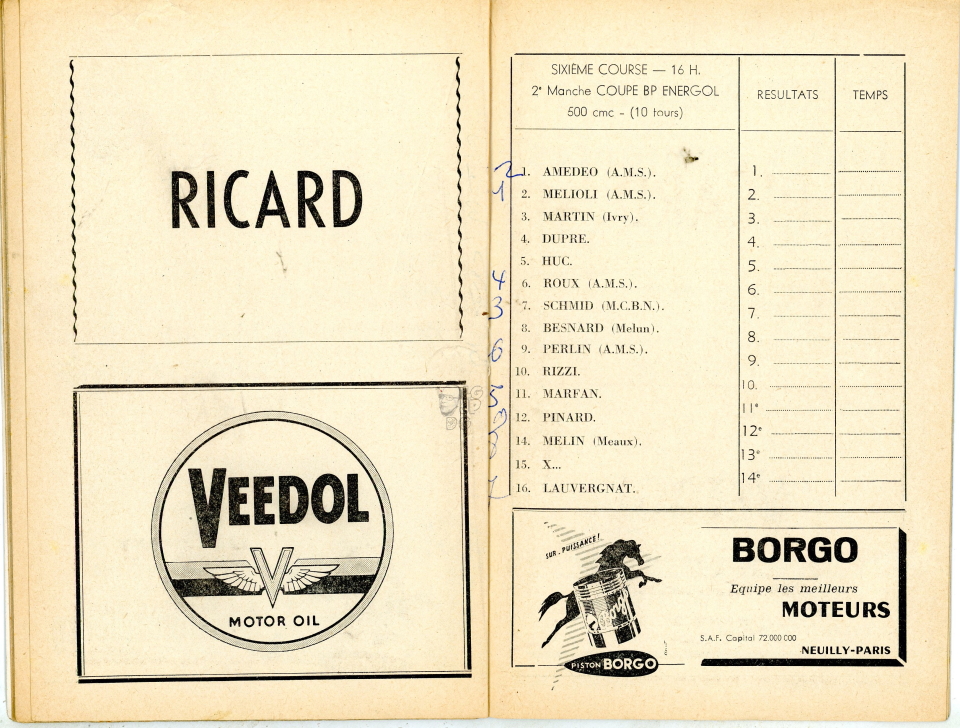 RICARD
VEEDOL
V
MOTOR OIL
SIXIÈME COURSE — 16 H.
2e Manche COUPE BP ENERGOL
500 cmc - (10 tours)
RESULTATS
TEMPS
2 1. AMEDEO (A.M.S.). 1.
1 2. MELIOLI (A.M.S.). 2.
3. MARTIN (Ivry). 3.
4. DUPRE. 4.
5. HUC. 5.
4 6. ROUX (A.M.S.). 6.
3 7. SCHMID (M.C.B.N.). 7.
8. BESNARD (Melun). 8.
6 9. PERLIN (A.M.S.). 9.
10. RIZZI. 10.
5 11. MARFAN. 11e
12. PINARD. 12e
8 14. MELIN (Meaux). 13e
15. X... 14e
7 16. LAUVERGNAT.
SUR-PUISSANCE!
Borgo
PISTON BORGO
BORGO
Equipe les meilleurs
MOTEURS
S.A.F. Capital 72.000.000
NEUILLY-PARIS